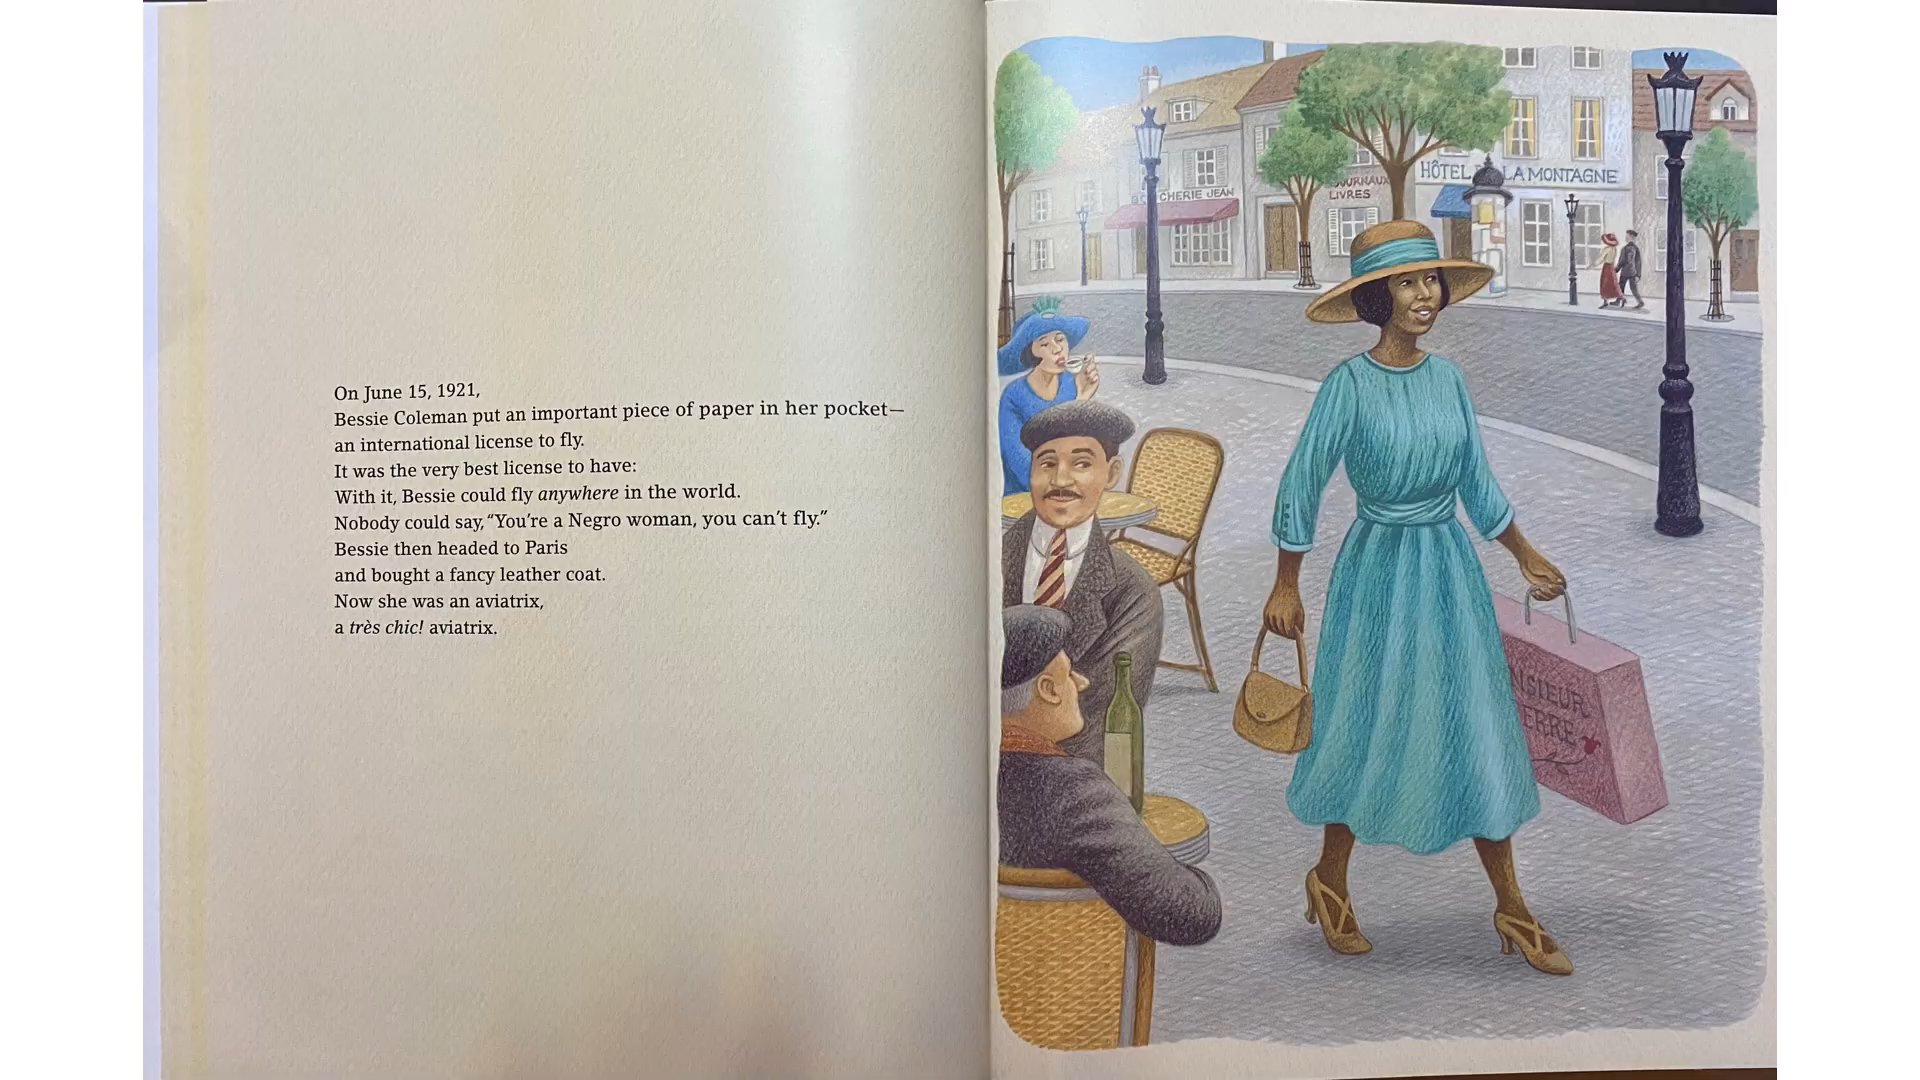 On June 15, 1921,
Bessie Coleman put an important piece of paper in her pocket—
an international license to fly.
It was the very best license to have:
With it, Bessie could fly anywhere in the world.
Nobody could say, “You’re a Negro woman, you can’t fly.”
Bessie then headed to Paris
and bought a fancy leather coat.
Now she was an aviatrix,
a très chic! aviatrix.
CHERIE JEAN
JOURNAUX
LIVRES
HÔTEL LA MONTAGNE
NSIEUR
ERRE